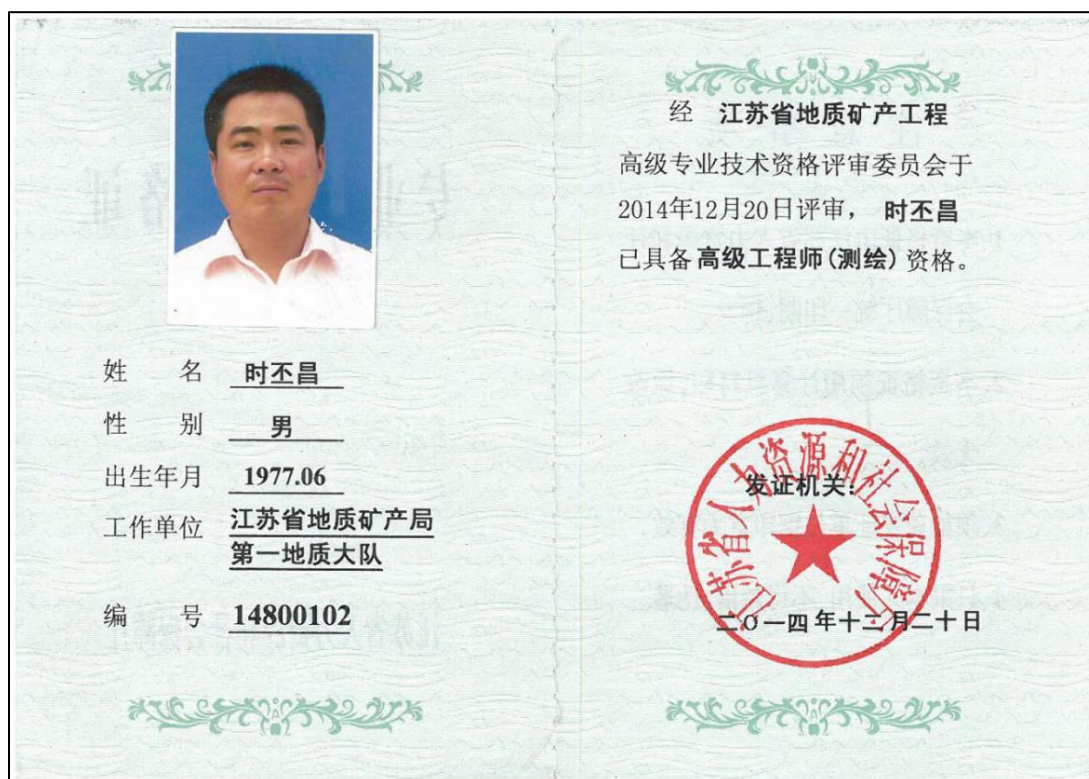 姓 名 时丕昌
性 别 男
出生年月 1977.06
工作单位 江苏省地质矿产局
第一地质大队
编 号 14800102
经 江苏省地质矿产工程
高级专业技术资格评审委员会于
2014年12月20日评审， 时丕昌
已具备 高级工程师(测绘) 资格。
江苏省人力资源和社会保障厅
发证机关:
二〇一四年十二月二十日